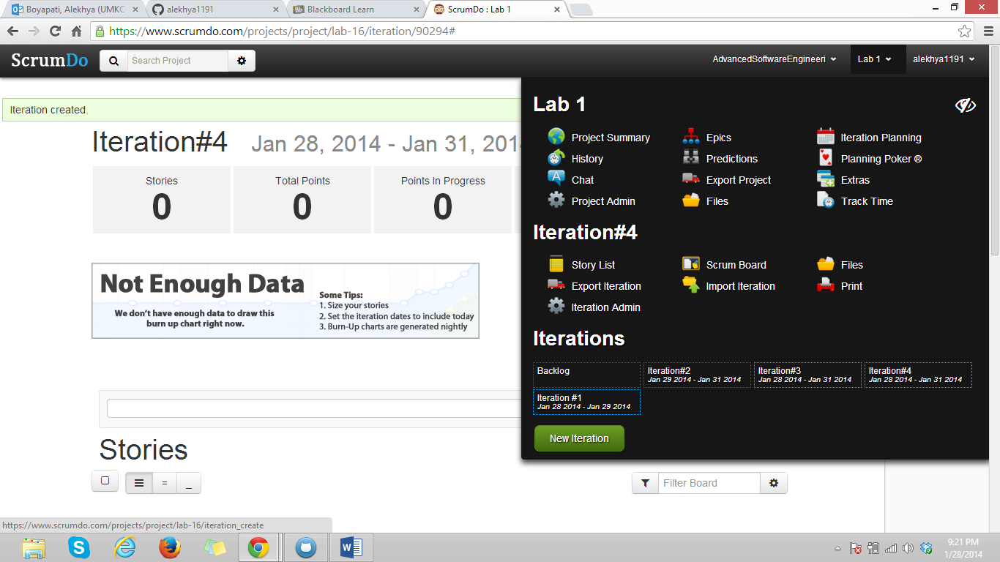 Boyapati, Alekhya (UMKC
alekhya1191
Blackboard Learn
ScrumDo : Lab 1
https://www.scrumdo.com/projects/project/lab-16/iteration/90294#
ScrumDo
Search Project
AdvancedSoftwareEngineeri
Lab 1
alekhya1191
Iteration created.
Iteration#4 Jan 28, 2014 - Jan 31, 201
Stories
0
Total Points
0
Points In Progress
0
Not Enough Data
We don't have enough data to draw this
burn up chart right now.
Some Tips:
1. Size your stories
2. Set the iteration dates to include today
3. Burn-Up charts are generated nightly
Stories
=
_
Filter Board
Lab 1
Project Summary
Epics
Iteration Planning
History
Predictions
Planning Poker ®
Chat
Export Project
Extras
Project Admin
Files
Track Time
Iteration#4
Story List
Scrum Board
Files
Export Iteration
Import Iteration
Print
Iteration Admin
Iterations
Backlog
Iteration#2
Jan 29 2014 - Jan 31 2014
Iteration#3
Jan 28 2014 - Jan 31 2014
Iteration#4
Jan 28 2014 - Jan 31 2014
Iteration #1
Jan 28 2014 - Jan 29 2014
New Iteration
https://www.scrumdo.com/projects/project/lab-16/iteration_create
9:21 PM
1/28/2014